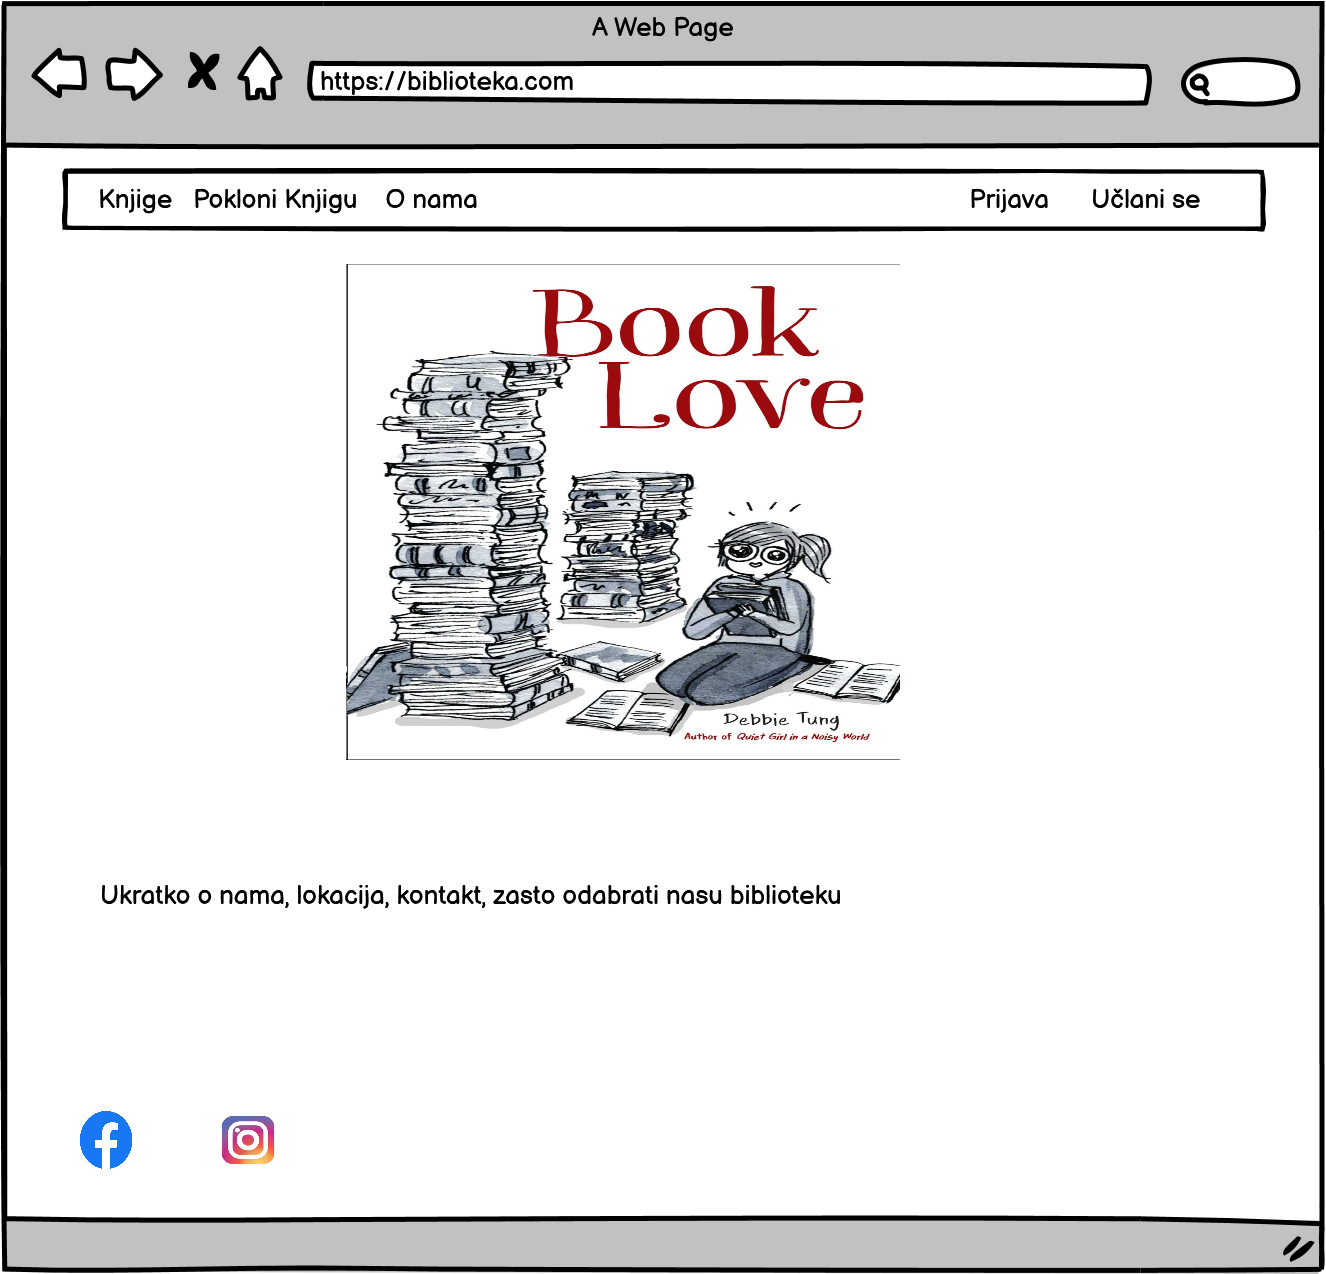 A Web Page
https://biblioteka.com
Knjige Pokloni Knjigu O nama Prijava Učlani se
Book
Love
Debbie Tung
Author of Quiet Girl in a Noisy World
Ukratko o nama, lokacija, kontakt, zasto odabrati nasu biblioteku